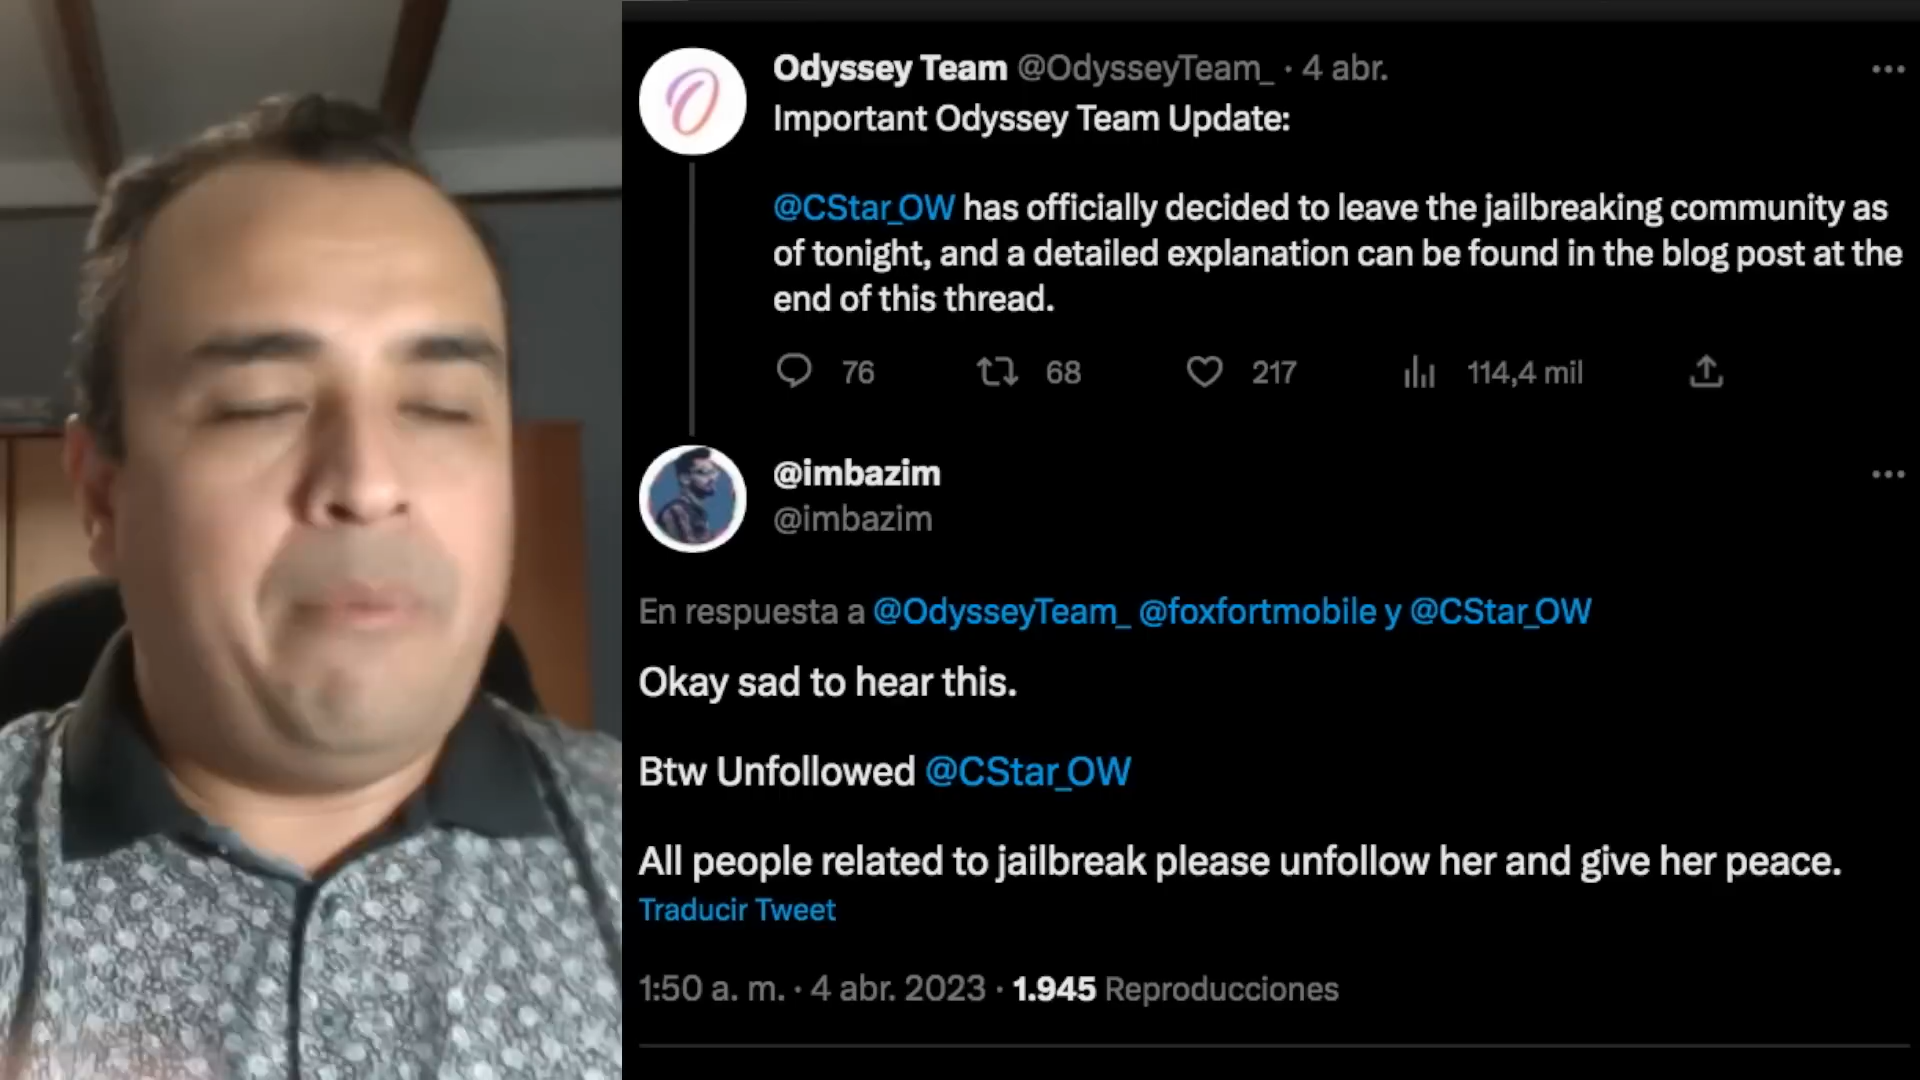 Odyssey Team @OdysseyTeam_ · 4 abr.
Important Odyssey Team Update:
@CStar_OW has officially decided to leave the jailbreaking community as
of tonight, and a detailed explanation can be found in the blog post at the
end of this thread.
76 68 217 114,4 mil
@imbazim
@imbazim
En respuesta a @OdysseyTeam_ @foxfortmobile y @CStar_OW
Okay sad to hear this.
Btw Unfollowed @CStar_OW
All people related to jailbreak please unfollow her and give her peace.
Traducir Tweet
1:50 a. m. · 4 abr. 2023 · 1.945 Reproducciones